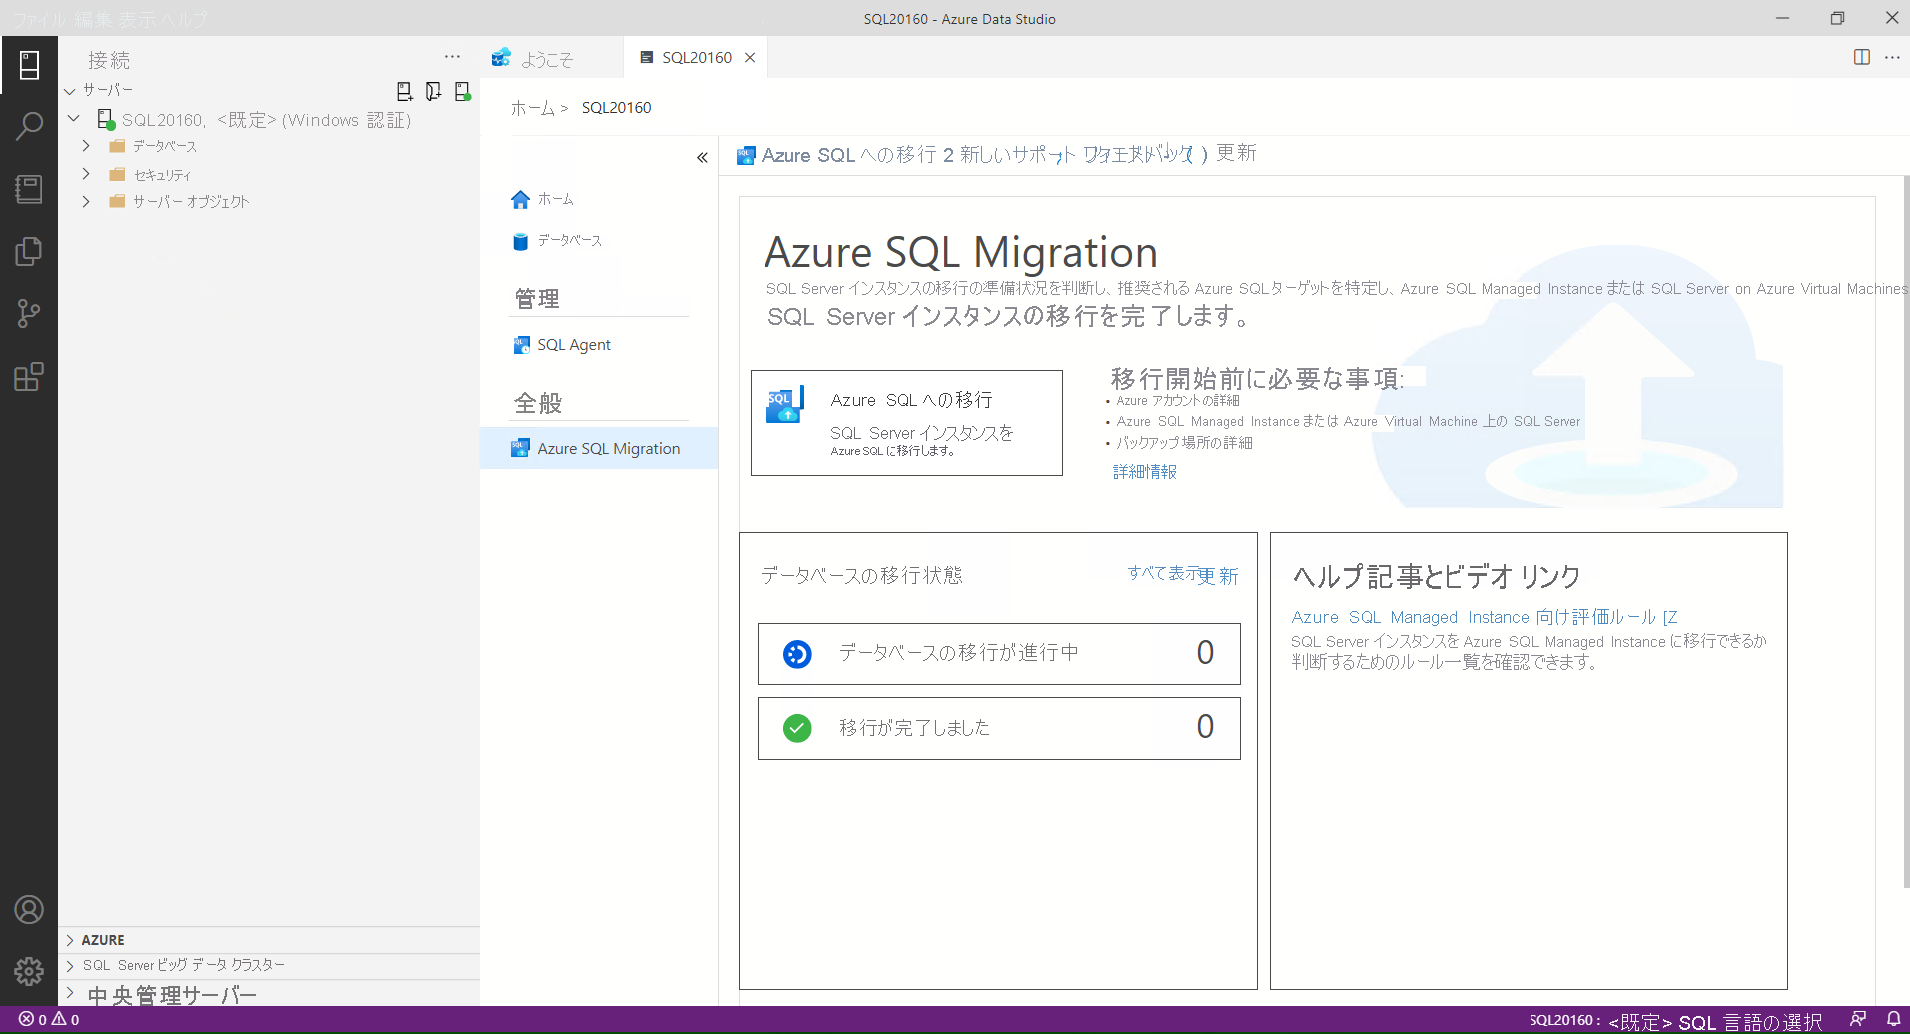 ファイル 編集 表示 ヘルプ
SQL20160 - Azure Data Studio
接続
ようこそ
SQL20160
サーバー
SQL20160, <既定> (Windows 認証)
データベース
セキュリティ
サーバー オブジェクト
ホーム > SQL20160
Azure SQL への移行 2 新しいサポート
更新
ホーム
データベース
管理
SQL Agent
全般
Azure SQL Migration
Azure SQL Migration
SQL Server インスタンスの移行の準備状況を判断し、推奨される Azure SQLターゲットを特定し、Azure SQL Managed Instance または SQL Server on Azure Virtual Machines
SQL Server インスタンスの移行を完了します。
Azure SQL への移行
SQL Server インスタンスを
Azure SQL に移行します。
移行開始前に必要な事項:
• Azure アカウントの詳細
• Azure SQL Managed Instance または Azure Virtual Machine 上の SQL Server
• バックアップ場所の詳細
詳細情報
データベースの移行状態
すべて表示
更新
データベースの移行が進行中 0
移行が完了しました 0
ヘルプ記事とビデオ リンク
Azure SQL Managed Instance 向け評価ルール [Z
SQL Server インスタンスを Azure SQL Managed Instance に移行できるか
判断するためのルール一覧を確認できます。
AZURE
SQL Server ビッグ データ クラスター
中央管理サーバー
0 0
SQL20160 : <既定> SQL 言語の選択